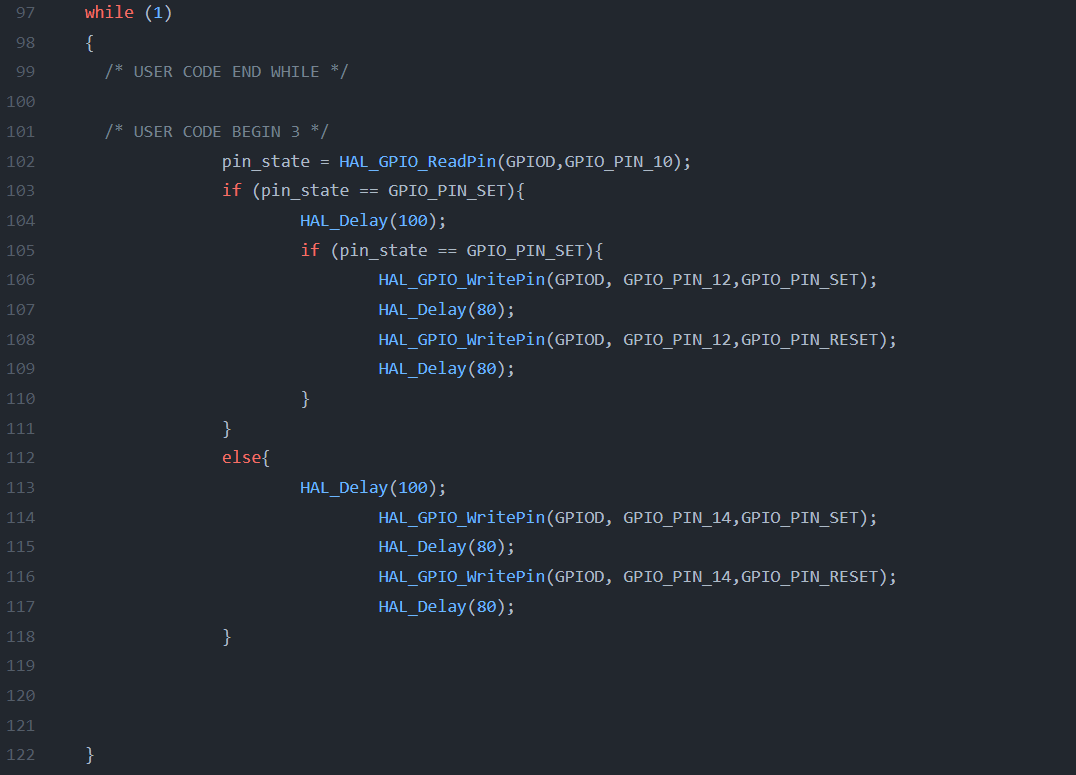 97 while (1)
98 {
99 /* USER CODE END WHILE */
100
101 /* USER CODE BEGIN 3 */
102 pin_state = HAL_GPIO_ReadPin(GPIOD,GPIO_PIN_10);
103 if (pin_state == GPIO_PIN_SET){
104 HAL_Delay(100);
105 if (pin_state == GPIO_PIN_SET){
106 HAL_GPIO_WritePin(GPIOD, GPIO_PIN_12,GPIO_PIN_SET);
107 HAL_Delay(80);
108 HAL_GPIO_WritePin(GPIOD, GPIO_PIN_12,GPIO_PIN_RESET);
109 HAL_Delay(80);
110 }
111 }
112 else{
113 HAL_Delay(100);
114 HAL_GPIO_WritePin(GPIOD, GPIO_PIN_14,GPIO_PIN_SET);
115 HAL_Delay(80);
116 HAL_GPIO_WritePin(GPIOD, GPIO_PIN_14,GPIO_PIN_RESET);
117 HAL_Delay(80);
118 }
119
120
121
122 }